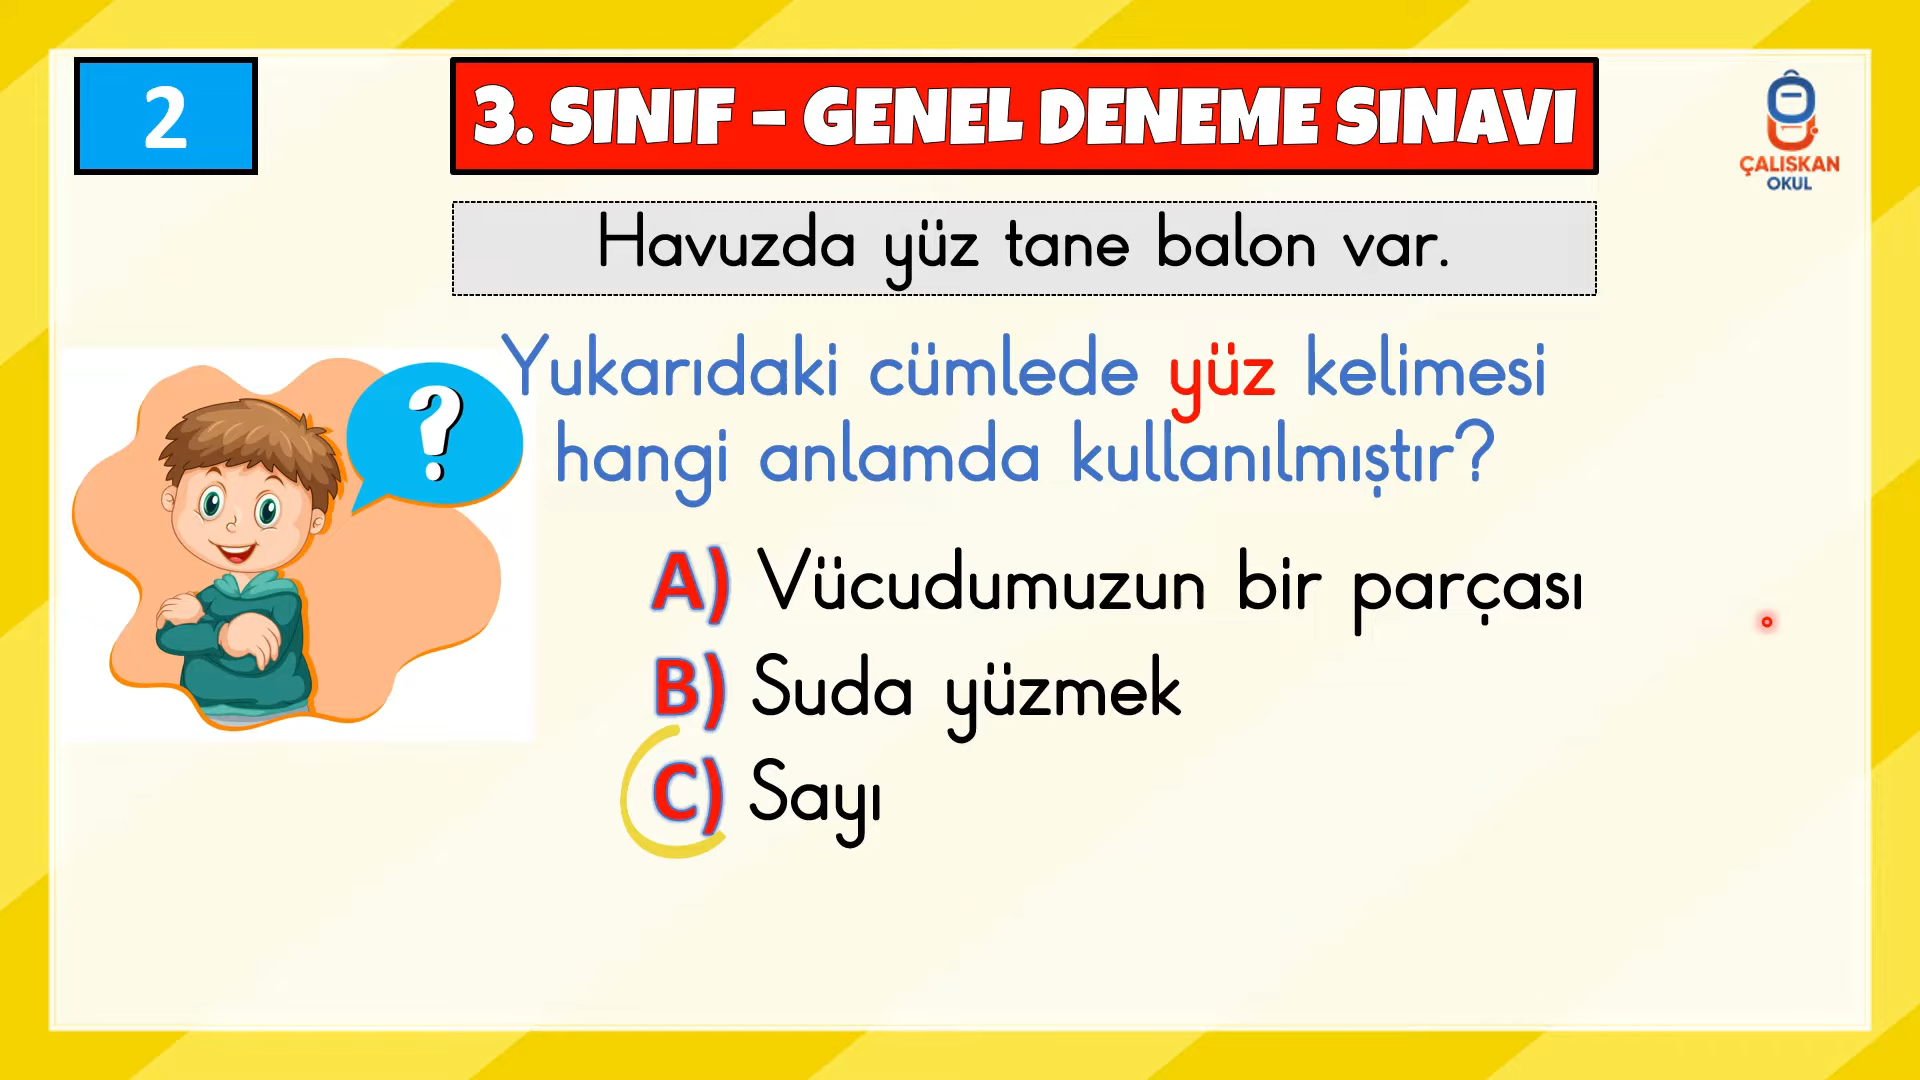 2
3. SINIF - GENEL DENEME SINAVI
ÇALIŞKAN
OKUL
Havuzda yüz tane balon var.
?
Yukarıdaki cümlede yüz kelimesi
hangi anlamda kullanılmıştır?
A) Vücudumuzun bir parçası
B) Suda yüzmek
C) Sayı